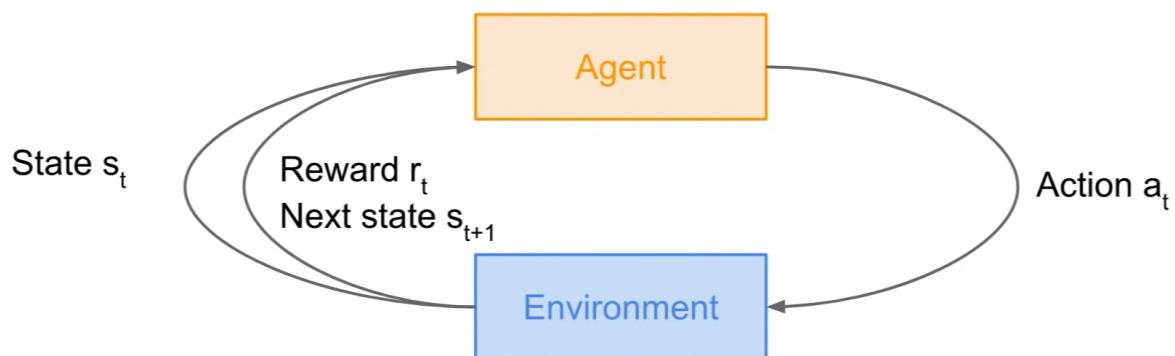 Agent
State sₜ
Reward rₜ
Next state sₜ₊₁
Action aₜ
Environment